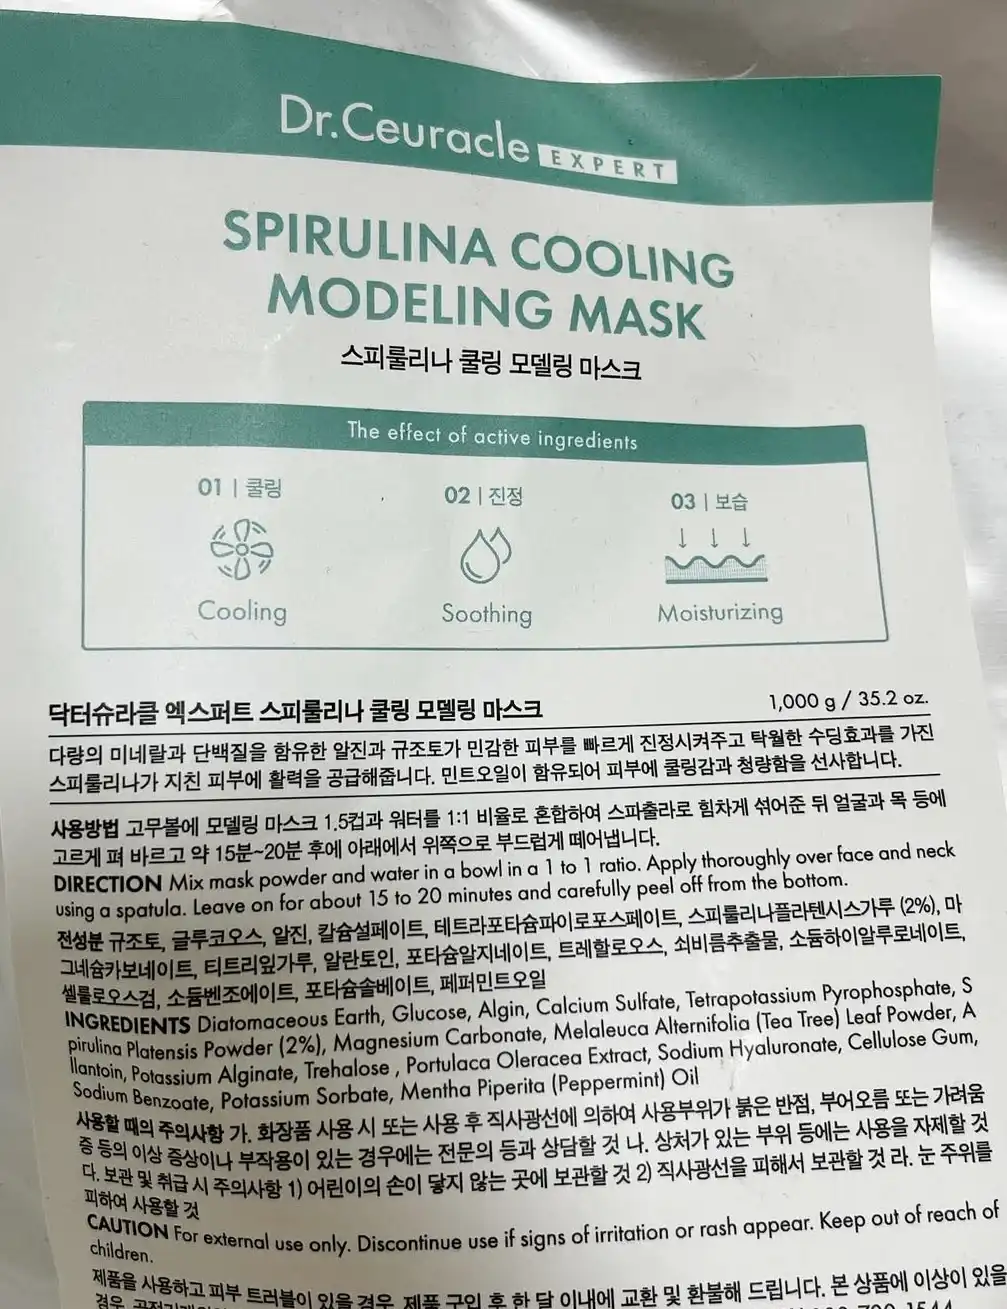 Dr.Ceuracle EXPERT
SPIRULINA COOLING
MODELING MASK
스피룰리나 쿨링 모델링 마스크
The effect of active ingredients
01 | 쿨링
02 | 진정
03 | 보습
Cooling
Soothing
Moisturizing
닥터슈라클 엑스퍼트 스피룰리나 쿨링 모델링 마스크
1,000 g / 35.2 oz.
다량의 미네랄과 단백질을 함유한 알진과 규조토가 민감한 피부를 빠르게 진정시켜주고 탁월한 수딩효과를 가진
스피룰리나가 지친 피부에 활력을 공급해줍니다. 민트오일이 함유되어 피부에 쿨링감과 청량함을 선사합니다.
사용방법 고무볼에 모델링 마스크 1.5컵과 워터를 1:1 비율로 혼합하여 스파출라로 힘차게 섞어준 뒤 얼굴과 목 등에
고르게 펴 바르고 약 15분~20분 후에 아래에서 위쪽으로 부드럽게 떼어냅니다.
DIRECTION Mix mask powder and water in a bowl in a 1 to 1 ratio. Apply thoroughly over face and neck
using a spatula. Leave on for about 15 to 20 minutes and carefully peel off from the bottom.
전성분 규조토, 글루코오스, 알진, 칼슘설페이트, 테트라포타슘파이로포스페이트, 스피룰리나플라텐시스가루 (2%), 마
그네슘카보네이트, 티트리잎가루, 알란토인, 포타슘알지네이트, 트레할로오스, 쇠비름추출물, 소듐하이알루로네이트,
셀룰로오스검, 소듐벤조에이트, 포타슘솔베이트, 페퍼민트오일
INGREDIENTS Diatomaceous Earth, Glucose, Algin, Calcium Sulfate, Tetrapotassium Pyrophosphate, S
pirulina Platensis Powder (2%), Magnesium Carbonate, Melaleuca Alternifolia (Tea Tree) Leaf Powder, A
llantoin, Potassium Alginate, Trehalose , Portulaca Oleracea Extract, Sodium Hyaluronate, Cellulose Gum,
Sodium Benzoate, Potassium Sorbate, Mentha Piperita (Peppermint) Oil
사용할 때의 주의사항 가. 화장품 사용 시 또는 사용 후 직사광선에 의하여 사용부위가 붉은 반점, 부어오름 또는 가려움
증 등의 이상 증상이나 부작용이 있는 경우에는 전문의 등과 상담할 것 나. 상처가 있는 부위 등에는 사용을 자제할 것
다. 보관 및 취급 시 주의사항 1) 어린이의 손이 닿지 않는 곳에 보관할 것 2) 직사광선을 피해서 보관할 것 라. 눈 주위를
피하여 사용할 것
CAUTION For external use only. Discontinue use if signs of irritation or rash appear. Keep out of reach of
children.
제품을 사용하고 피부 트러블이 있을 경우, 제품 구입 후 한 달 이내에 교환 및 환불해 드립니다. 본 상품에 이상이 있을
경우,